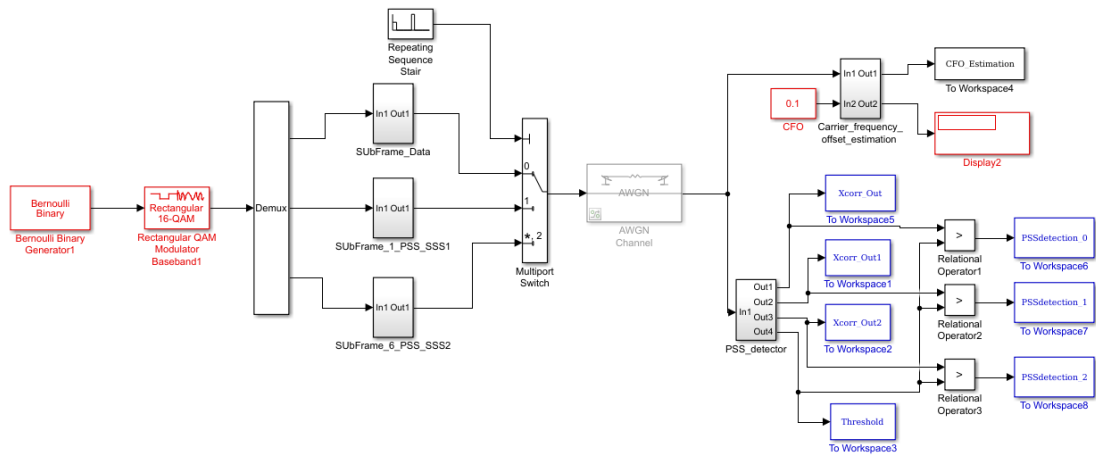 Repeating
Sequence
Stair
In1 Out1
SUbFrame_Data
In1 Out1
SUbFrame_1_PSS_SSS1
In1 Out1
SUbFrame_6_PSS_SSS2
Demux
Bernoulli
Binary
Bernoulli Binary
Generator1
Rectangular
16-QAM
Rectangular QAM
Modulator
Baseband1
0
1
*, 2
Multiport
Switch
AWGN
AWGN
Channel
0.1
CFO
In1 Out1
In2 Out2
Carrier_frequency_
offset_estimation
CFO_Estimation
To Workspace4
Display2
Xcorr_Out
To Workspace5
Xcorr_Out1
To Workspace1
Xcorr_Out2
To Workspace2
Out1
Out2
In1
Out3
Out4
PSS_detector
Threshold
To Workspace3
>
Relational
Operator1
>
Relational
Operator2
>
Relational
Operator3
PSSdetection_0
To Workspace6
PSSdetection_1
To Workspace7
PSSdetection_2
To Workspace8